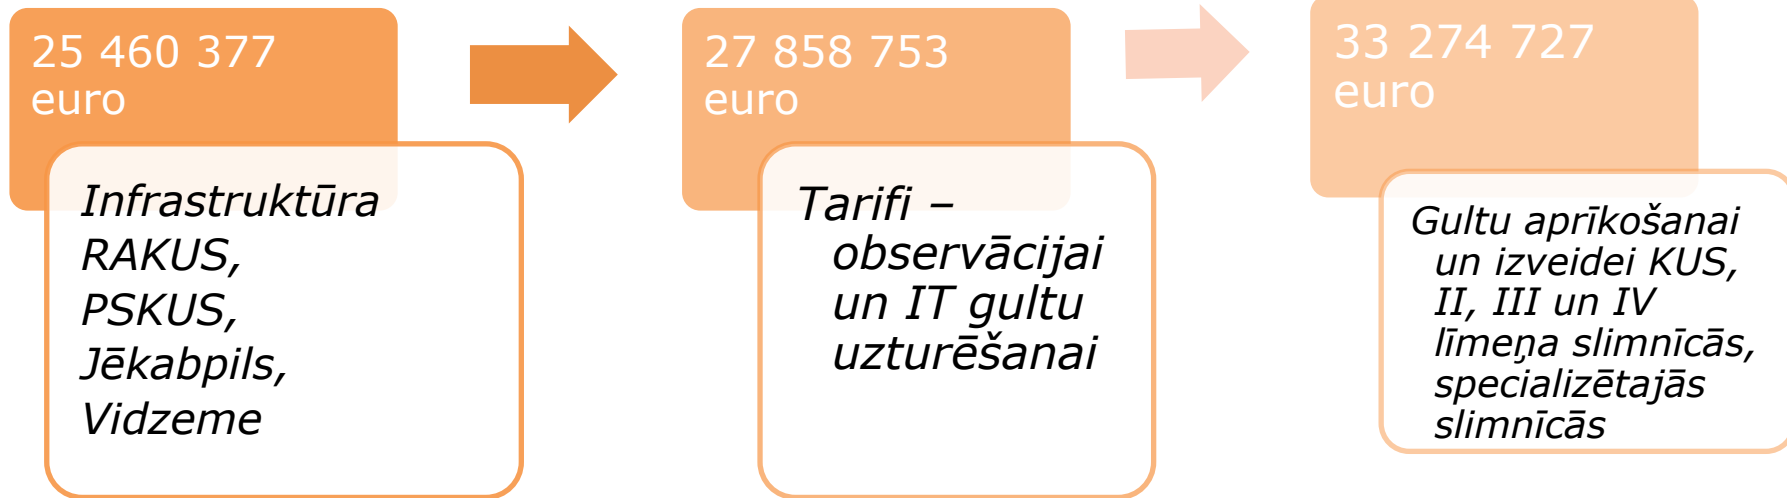 25 460 377
euro
Infrastruktūra
RAKUS,
PSKUS,
Jēkabpils,
Vidzeme
27 858 753
euro
Tarifi –
observācijai
un IT gultu
uzturēšanai
33 274 727
euro
Gultu aprīkošanai
un izveidei KUS,
II, III un IV
līmeņa slimnīcās,
specializētajās
slimnīcās